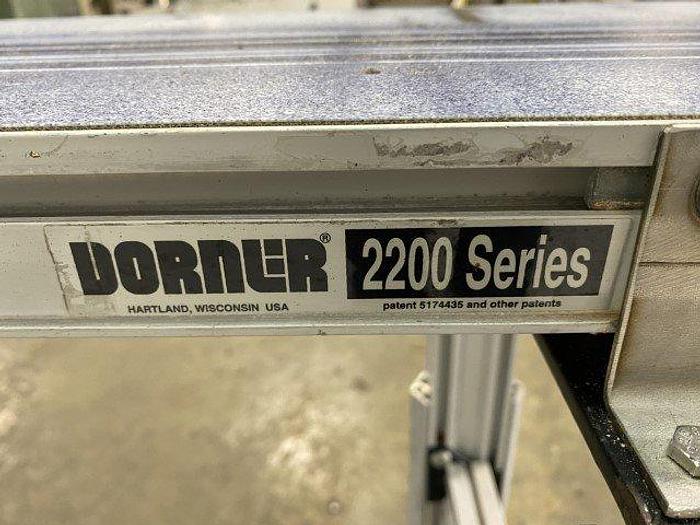 DORNER® 2200 Series
HARTLAND, WISCONSIN USA
patent 5174435 and other patents